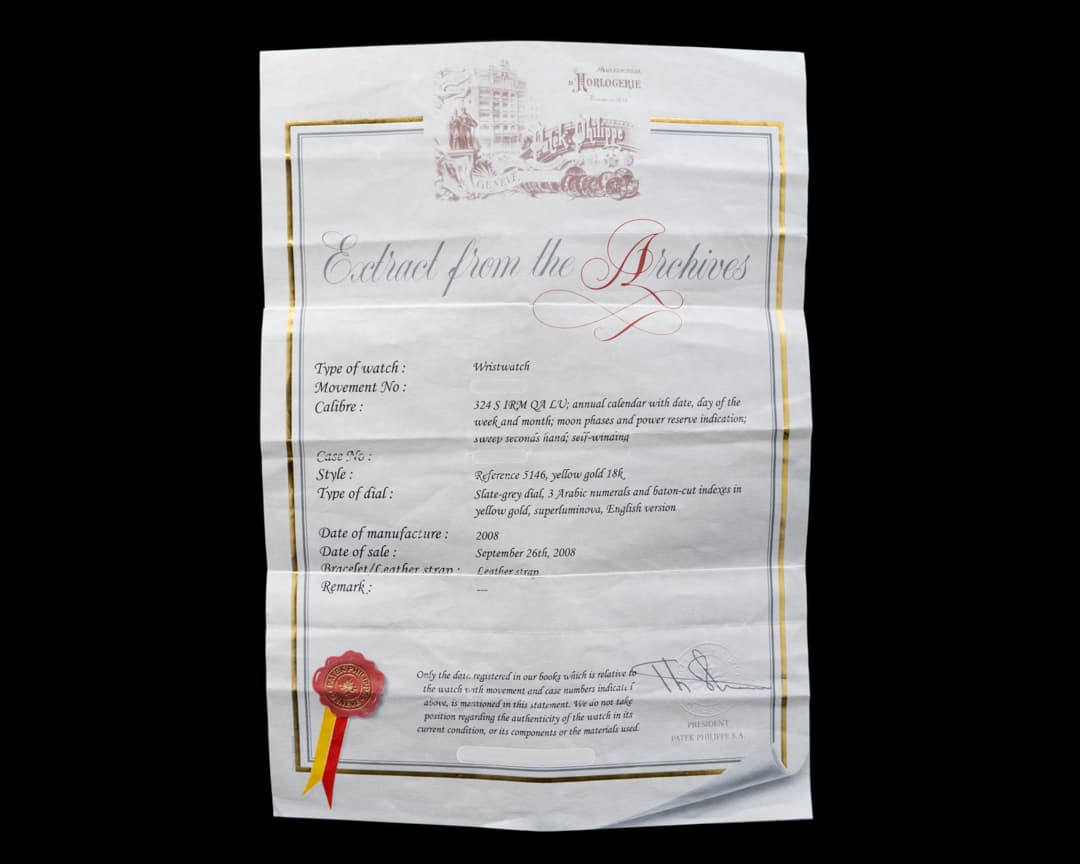 D'HORLOGERIE
Patek Philippe
GENÈVE
Extract from the Archives
Type of watch : Wristwatch
Movement No :
Calibre : 324 S IRM QA LU; annual calendar with date, day of the
week and month; moon phases and power reserve indication;
sweep seconds hand; self-winding
Case No :
Style : Reference 5146, yellow gold 18k
Type of dial : Slate-grey dial, 3 Arabic numerals and baton-cut indexes in
yellow gold, superluminova, English version
Date of manufacture : 2008
Date of sale : September 26th, 2008
Bracelet/Leather strap : Leather strap
Remark : ---
Only the data registered in our books which is relative to
the watch with movement and case numbers indicated
above, is mentioned in this statement. We do not take
position regarding the authenticity of the watch in its
current condition, or its components or the materials used.
PRESIDENT
PATEK PHILIPPE S.A.
PATEK PHILIPPE
GENEVE